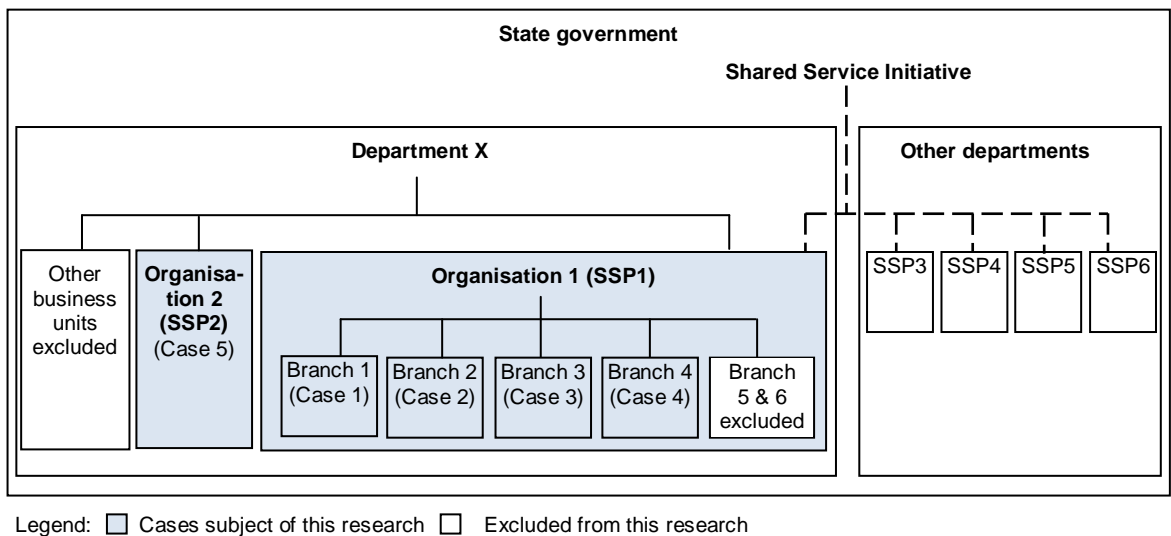 State government
Shared Service Initiative
Department X
Other departments
Other
business
units
excluded
Organisa-
tion 2
(SSP2)
(Case 5)
Organisation 1 (SSP1)
Branch 1
(Case 1)
Branch 2
(Case 2)
Branch 3
(Case 3)
Branch 4
(Case 4)
Branch
5 & 6
excluded
SSP3
SSP4
SSP5
SSP6
Legend: Cases subject of this research Excluded from this research